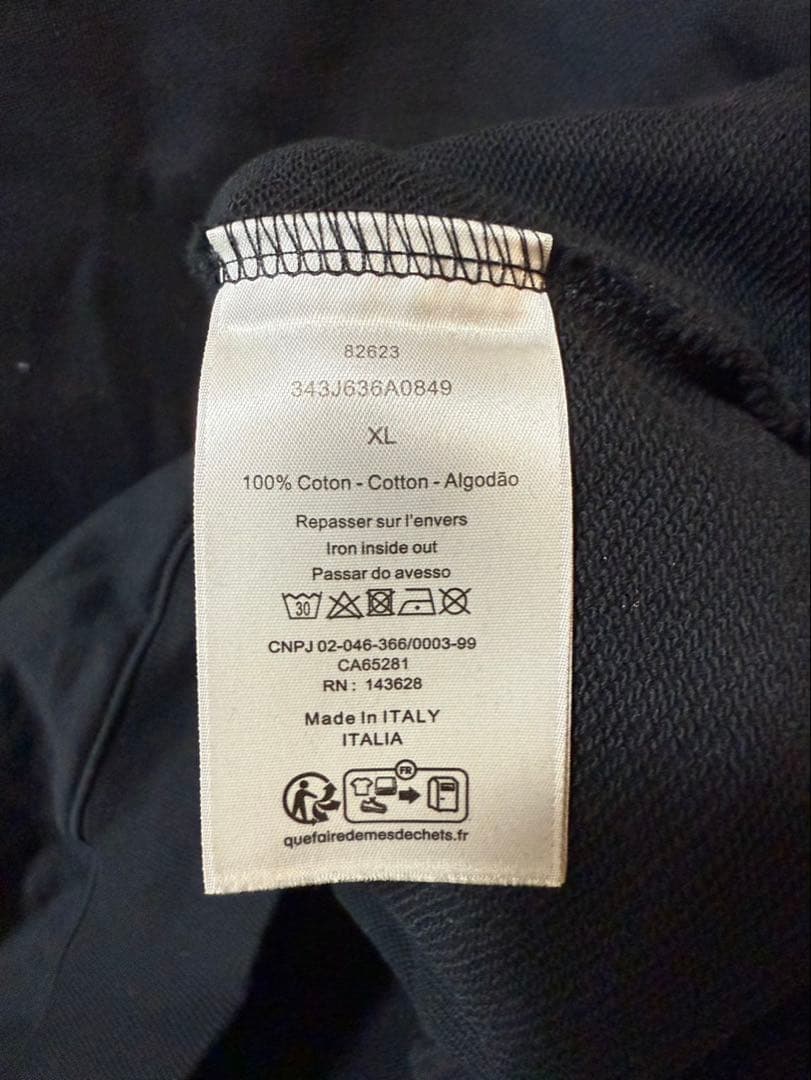 82623
343J636A0849
XL
100% Coton - Cotton - Algodão
Repasser sur l'envers
Iron inside out
Passar do avesso
30
CNPJ 02-046-366/0003-99
CA65281
RN : 143628
Made In ITALY
ITALIA
FR
quefairedemesdechets.fr